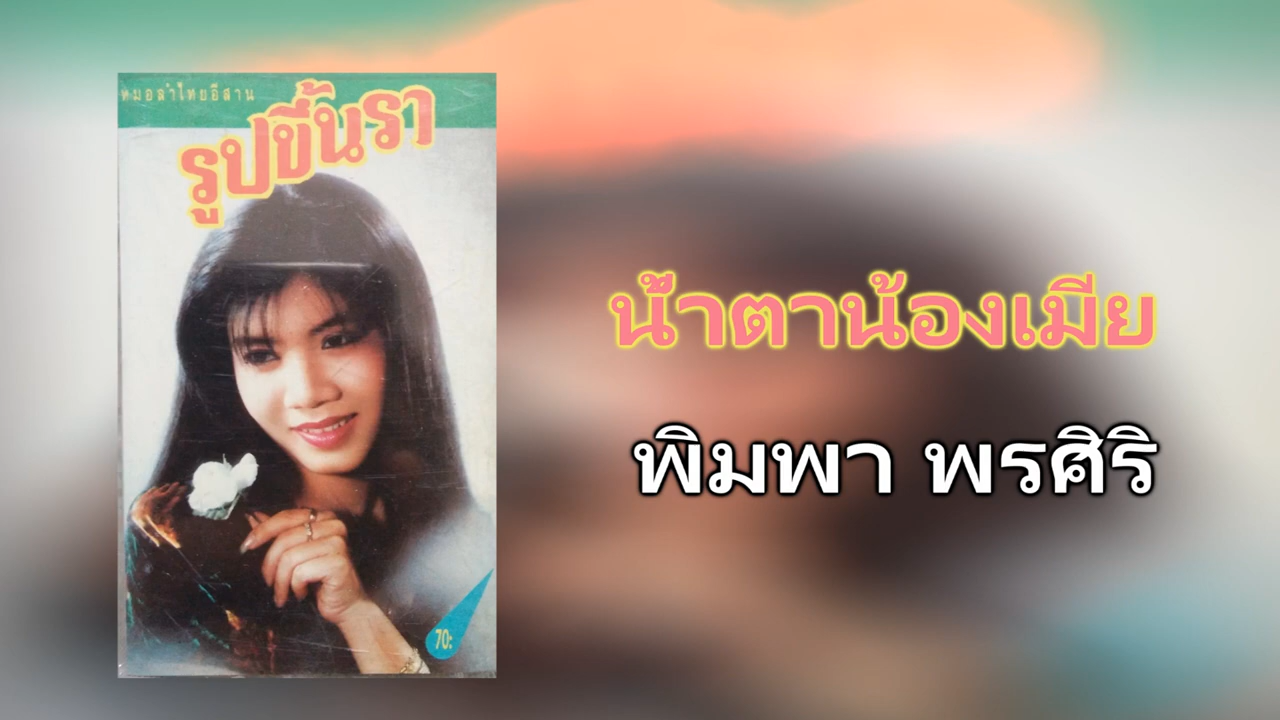 หมอลำไทยอีสาน
รูปขึ้นรา
70.-
น้ำตาน้องเมีย
พิมพา พรศิริ